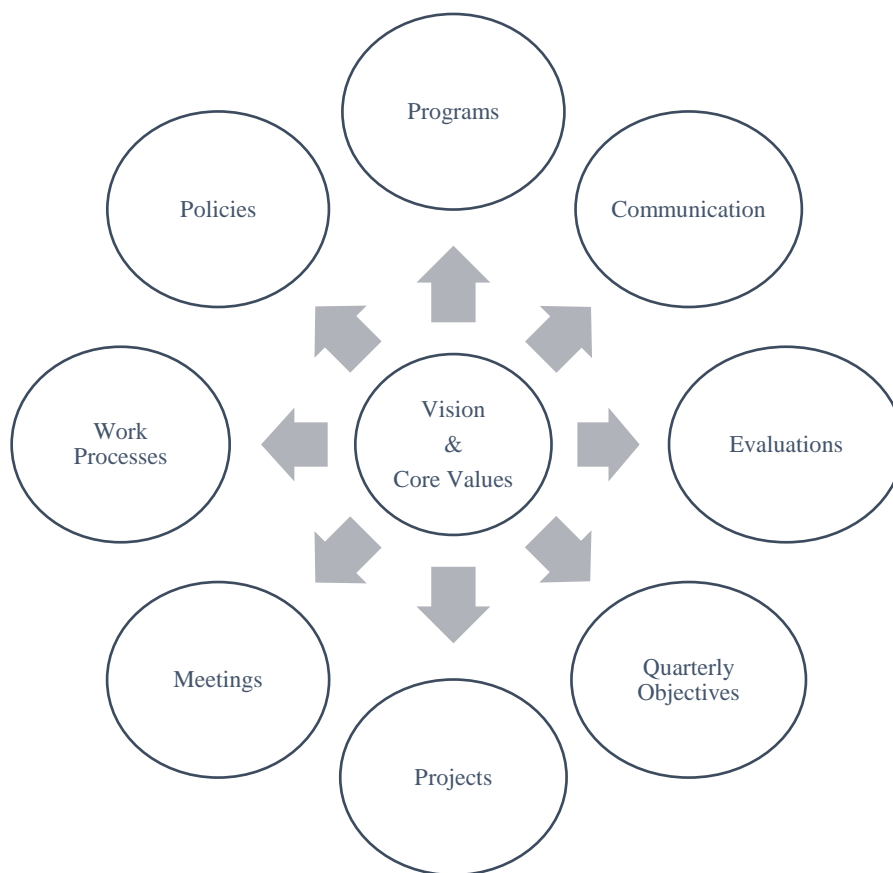 Programs
Policies
Communication
Vision
&
Core Values
Work
Processes
Evaluations
Meetings
Quarterly
Objectives
Projects